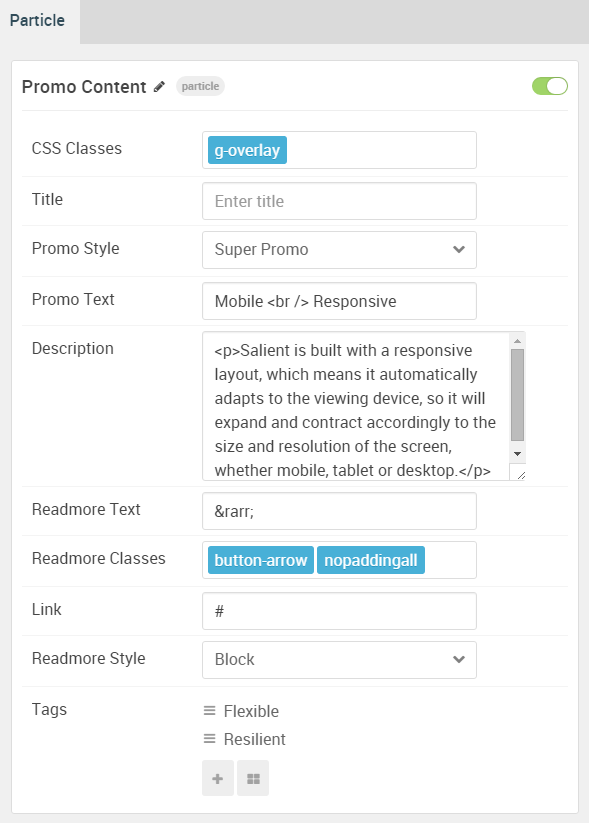 Particle
Promo Content particle
CSS Classes g-overlay
Title Enter title
Promo Style Super Promo
Promo Text Mobile <br /> Responsive
Description <p>Salient is built with a responsive
layout, which means it automatically
adapts to the viewing device, so it will
expand and contract accordingly to the
size and resolution of the screen,
whether mobile, tablet or desktop.</p>
Readmore Text &rarr;
Readmore Classes button-arrow nopaddingall
Link #
Readmore Style Block
Tags Flexible
Resilient